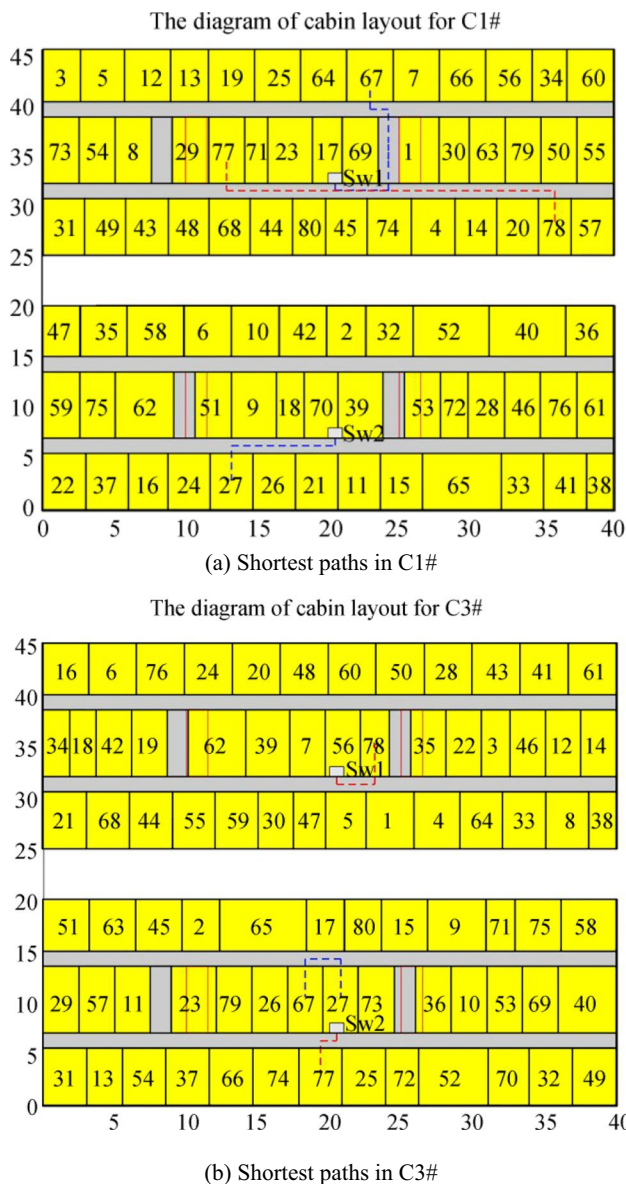 The diagram of cabin layout for C1#
45
3 5 12 13 19 25 64 67 7 66 56 34 60
40
73 54 8 29 77 71 23 17 69 1 30 63 79 50 55
35
Sw1
30
31 49 43 48 68 44 80 45 74 4 14 20 78 57
25
20
47 35 58 6 10 42 2 32 52 40 36
15
59 75 62 51 9 18 70 39 53 72 28 46 76 61
10
Sw2
5
22 37 16 24 27 26 21 11 15 65 33 41 38
0
0 5 10 15 20 25 30 35 40
(a) Shortest paths in C1#
The diagram of cabin layout for C3#
45
16 6 76 24 20 48 60 50 28 43 41 61
40
34 18 42 19 62 39 7 56 78 35 22 3 46 12 14
35
Sw1
30
21 68 44 55 59 30 47 5 1 4 64 33 8 38
25
20
51 63 45 2 65 17 80 15 9 71 75 58
15
29 57 11 23 79 26 67 27 73 36 10 53 69 40
10
Sw2
5
31 13 54 37 66 74 77 25 72 52 70 32 49
0
5 10 15 20 25 30 35 40
(b) Shortest paths in C3#